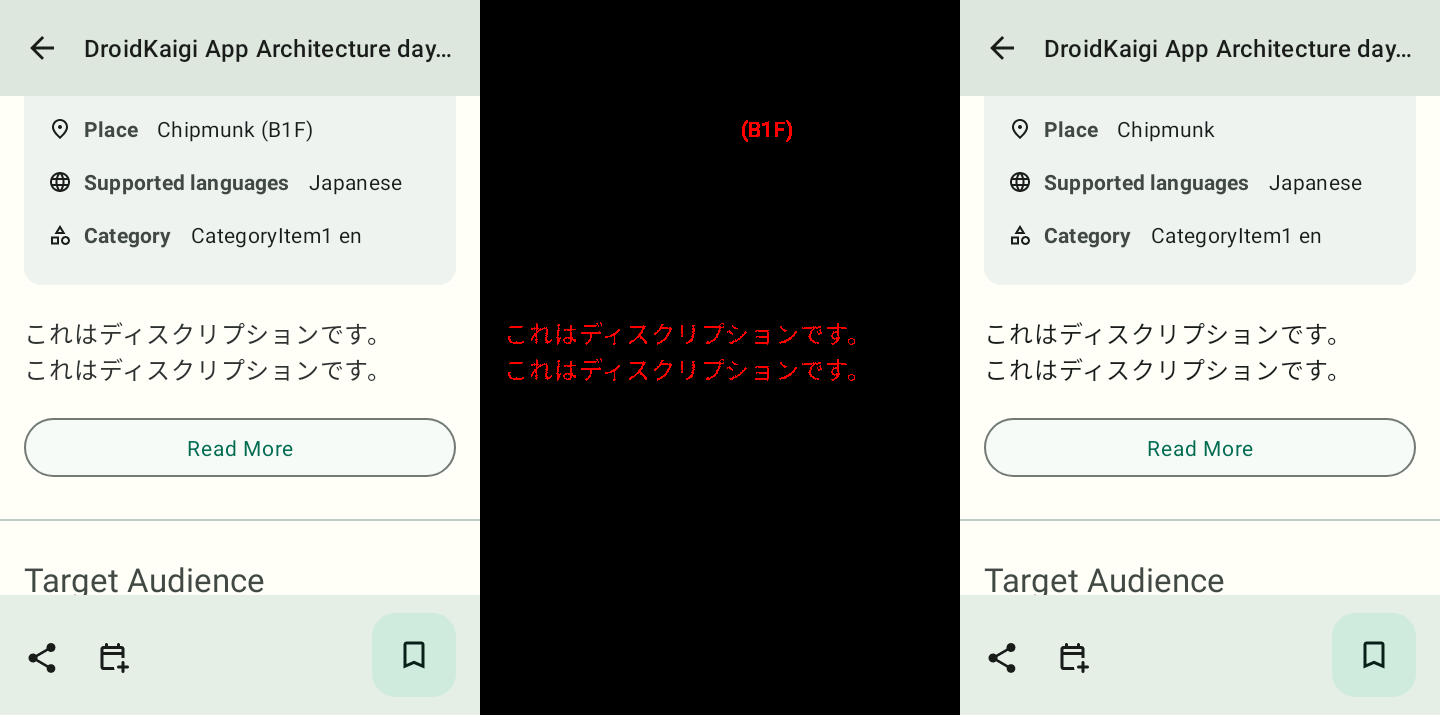 DroidKaigi App Architecture day…
Place Chipmunk (B1F)
Supported languages Japanese
Category CategoryItem1 en
これはディスクリプションです。
これはディスクリプションです。
Read More
Target Audience
(B1F)
これはディスクリプションです。
これはディスクリプションです。
DroidKaigi App Architecture day…
Place Chipmunk
Supported languages Japanese
Category CategoryItem1 en
これはディスクリプションです。
これはディスクリプションです。
Read More
Target Audience